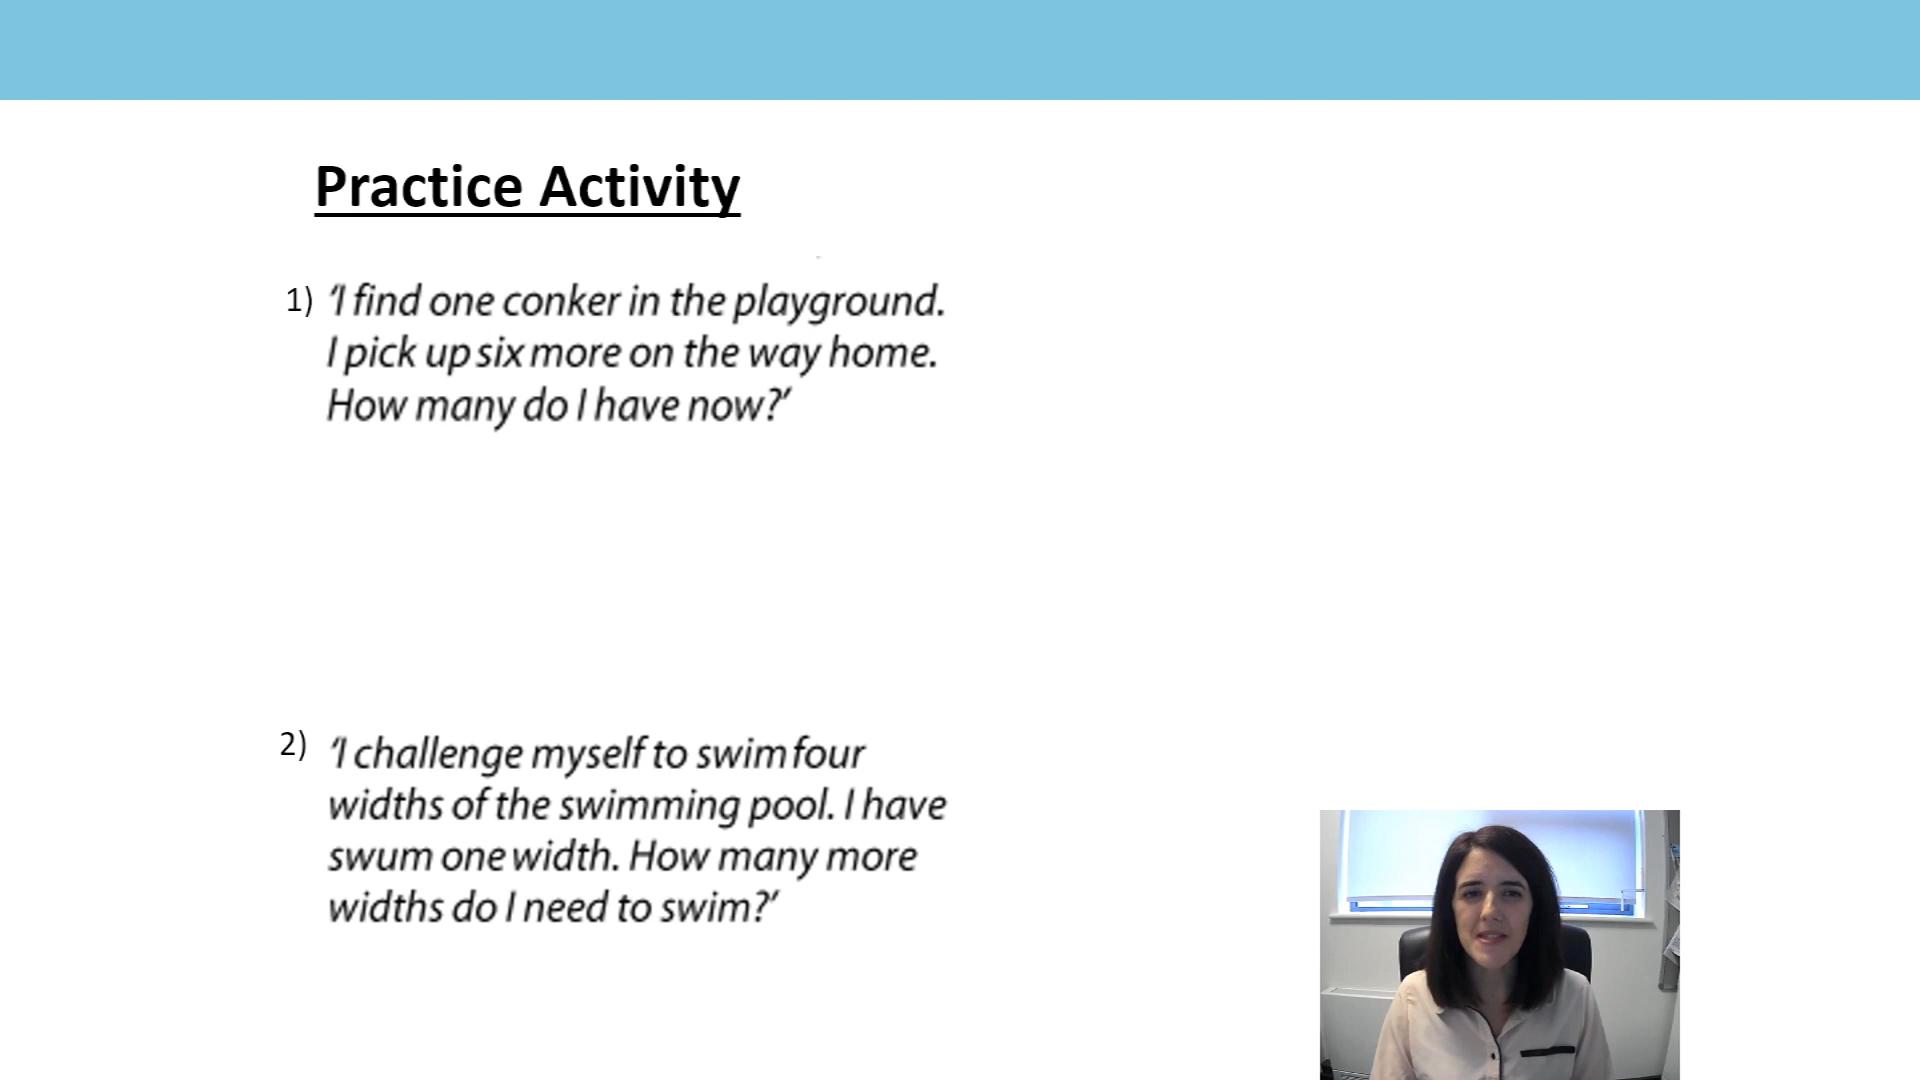 Practice Activity
1) ‘I find one conker in the playground.
I pick up six more on the way home.
How many do I have now?’
2) ‘I challenge myself to swim four
widths of the swimming pool. I have
swum one width. How many more
widths do I need to swim?’